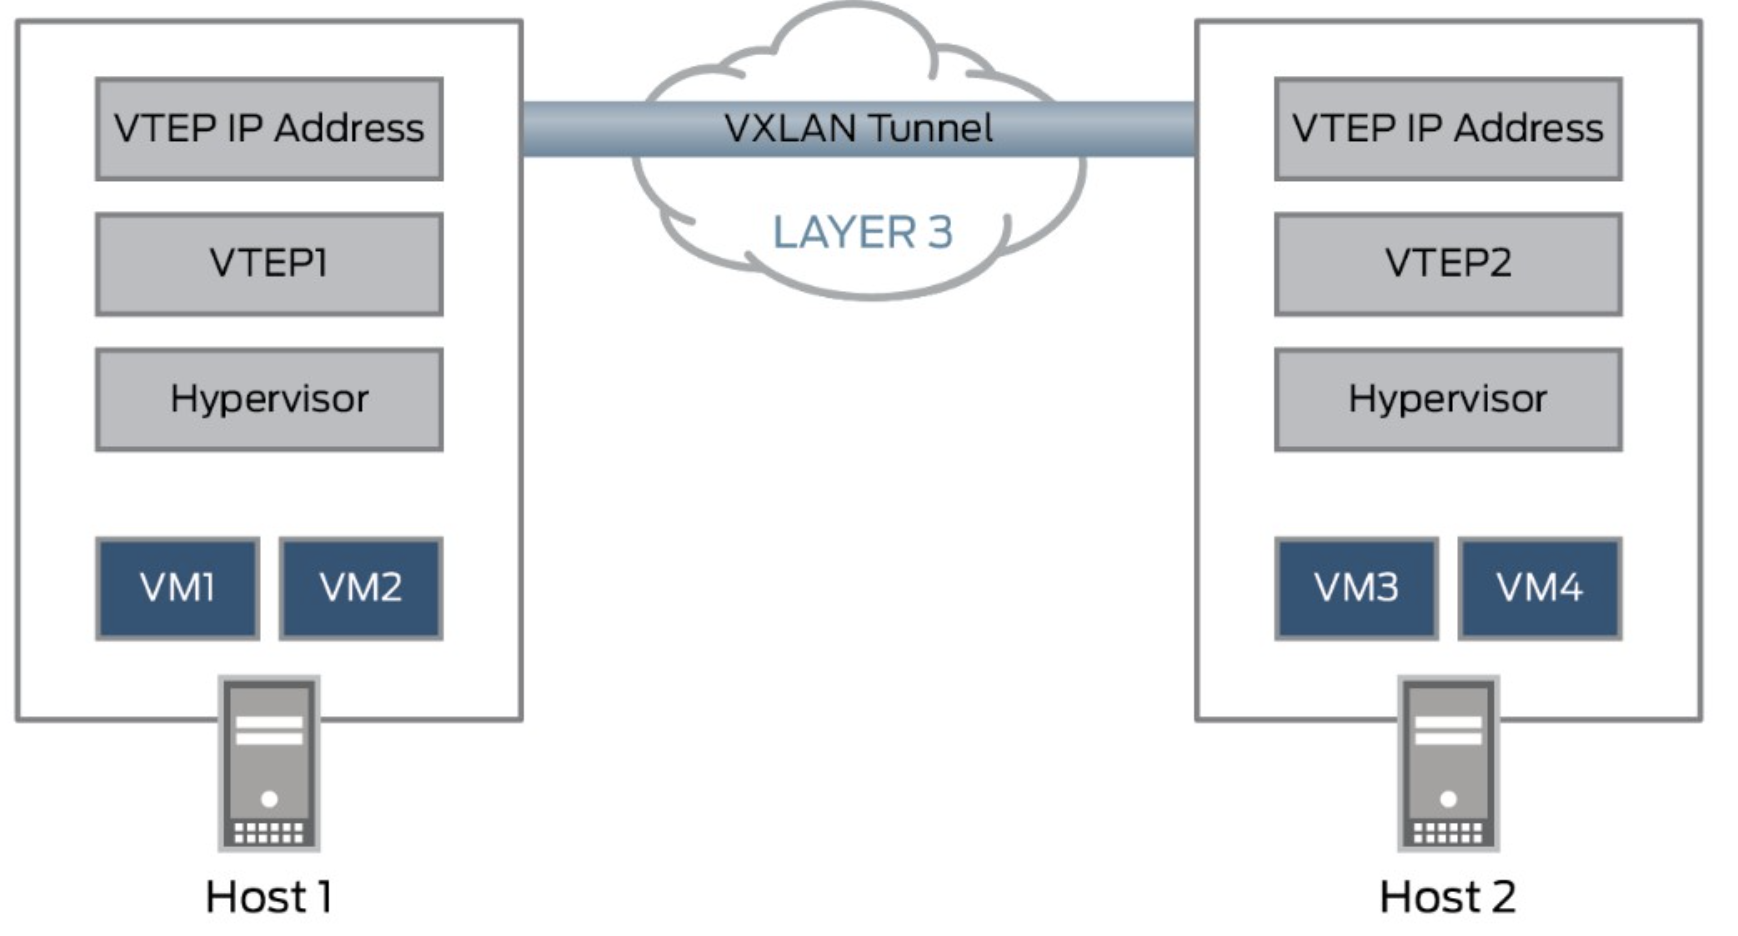 VTEP IP Address
VTEP1
Hypervisor
VM1
VM2
Host 1
VXLAN Tunnel
LAYER 3
VTEP IP Address
VTEP2
Hypervisor
VM3
VM4
Host 2